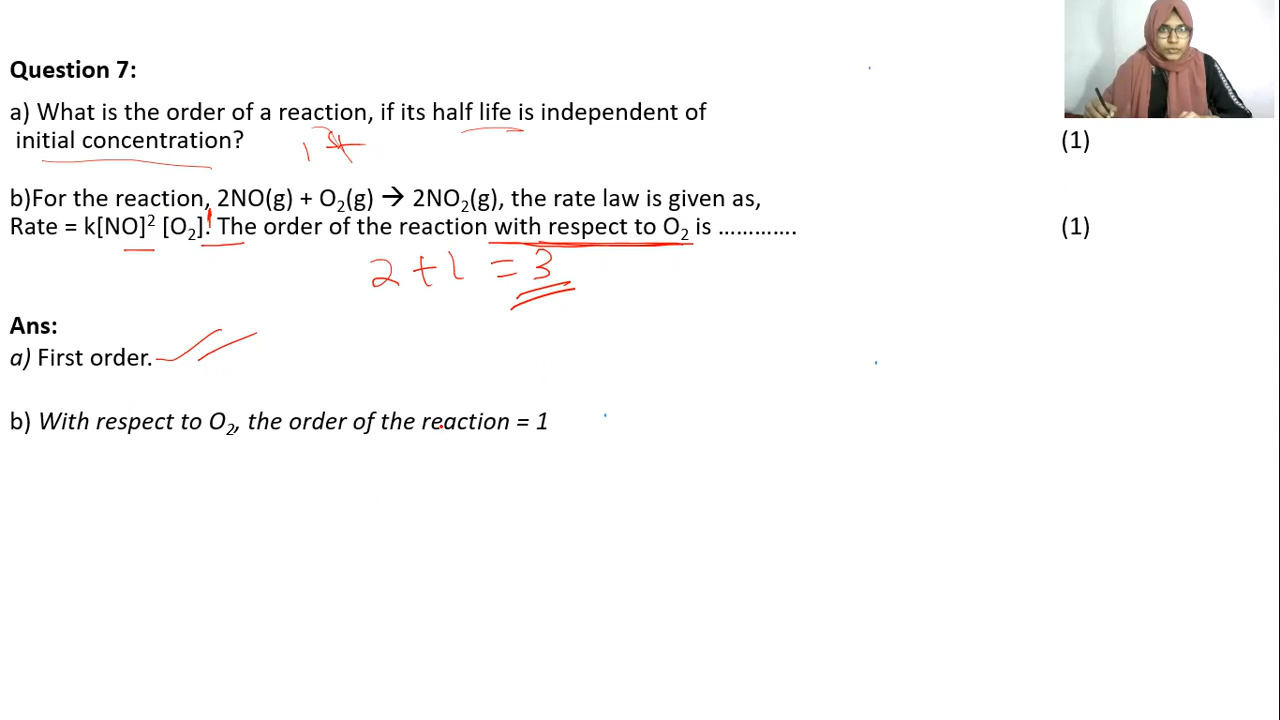 Question 7:
a) What is the order of a reaction, if its half life is independent of
initial concentration? (1)
1st
b)For the reaction, 2NO(g) + O₂(g) → 2NO₂(g), the rate law is given as,
Rate = k[NO]² [O₂]¹. The order of the reaction with respect to O₂ is ............. (1)
2 + 1 = 3
Ans:
a) First order.
b) With respect to O₂, the order of the reaction = 1